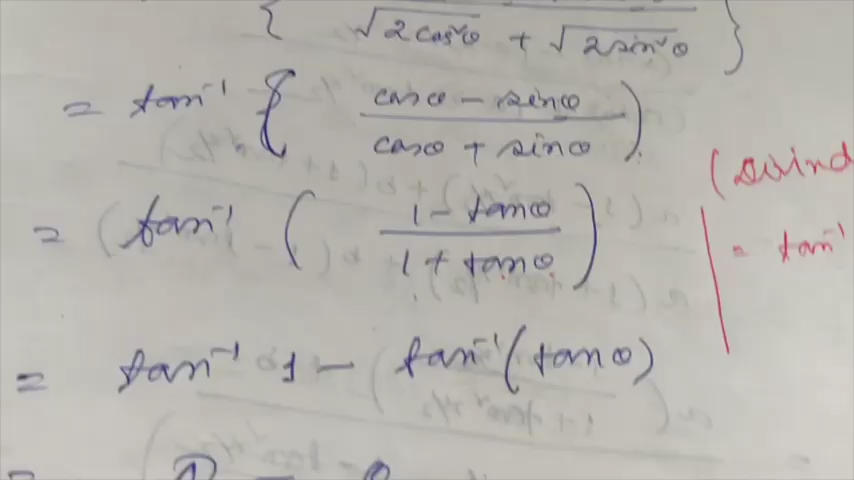 { √2cos²θ + √2sin²θ }
= tan⁻¹ { cosθ - sinθ / cosθ + sinθ )
= tan⁻¹ ( 1 - tanθ / 1 + tanθ )
= tan⁻¹ 1 - tan⁻¹ (tanθ)
= tan⁻¹